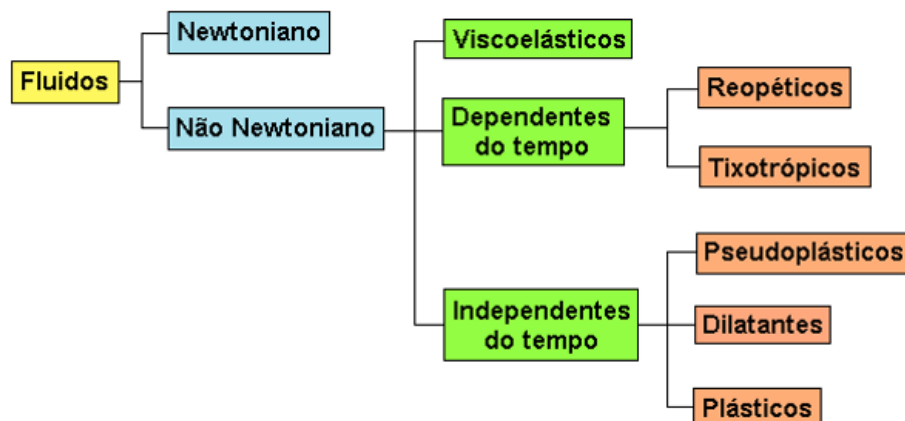 Fluidos
Newtoniano
Não Newtoniano
Viscoelásticos
Dependentes
do tempo
Reopéticos
Tixotrópicos
Independentes
do tempo
Pseudoplásticos
Dilatantes
Plásticos